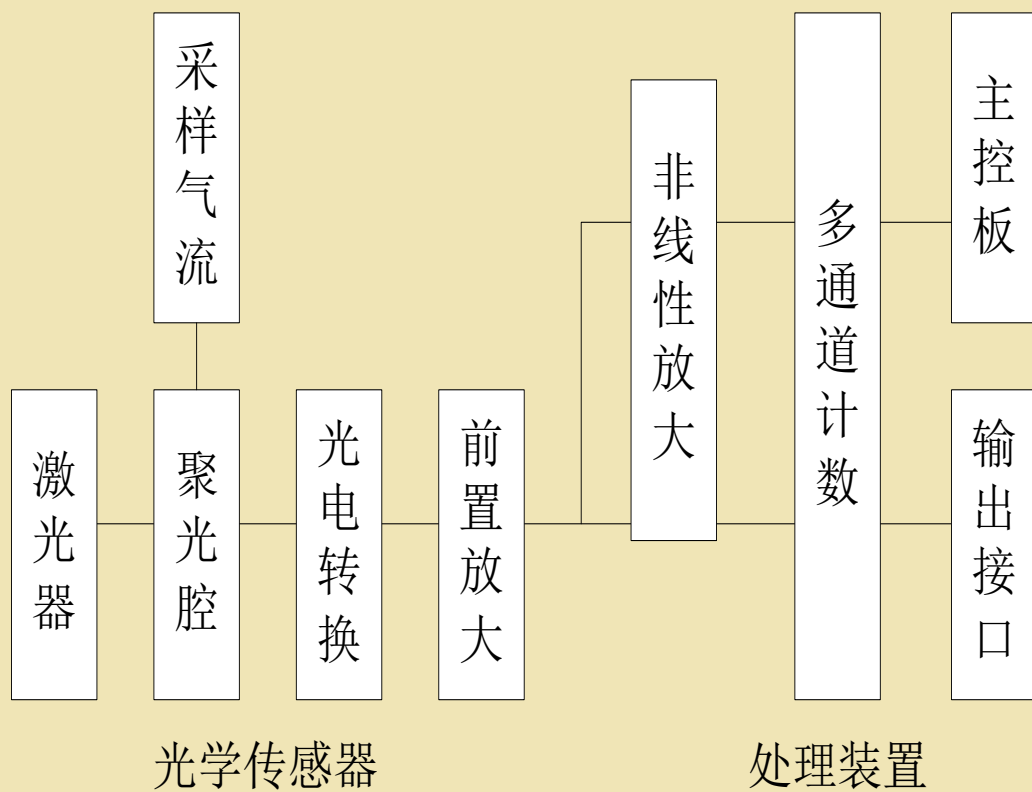 采样气流
激光器
聚光腔
光电转换
前置放大
非线性放大
多通道计数
主控板
输出接口
光学传感器
处理装置